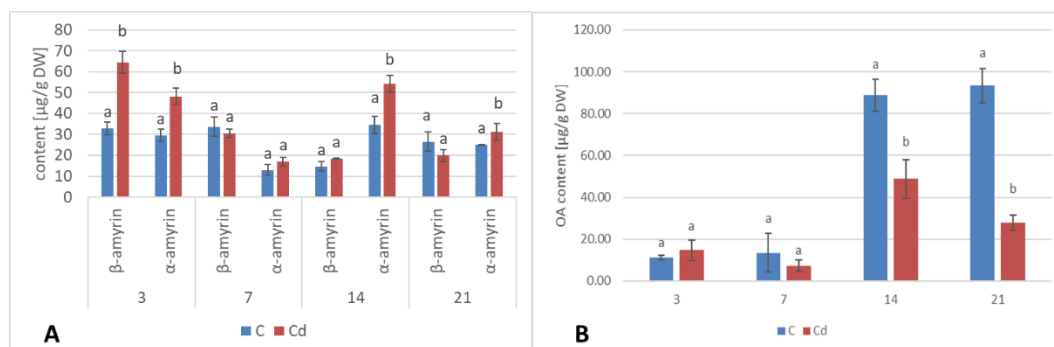 80
70
60
50
40
30
20
10
0
content [µg/g DW]
a b a b a a a a a a a b a a a b
β-amyrin α-amyrin β-amyrin α-amyrin β-amyrin α-amyrin β-amyrin α-amyrin
3 7 14 21
A
C Cd
120.00
100.00
80.00
60.00
40.00
20.00
0.00
OA content [µg/g DW]
a a a a a b a b
3 7 14 21
B
C Cd